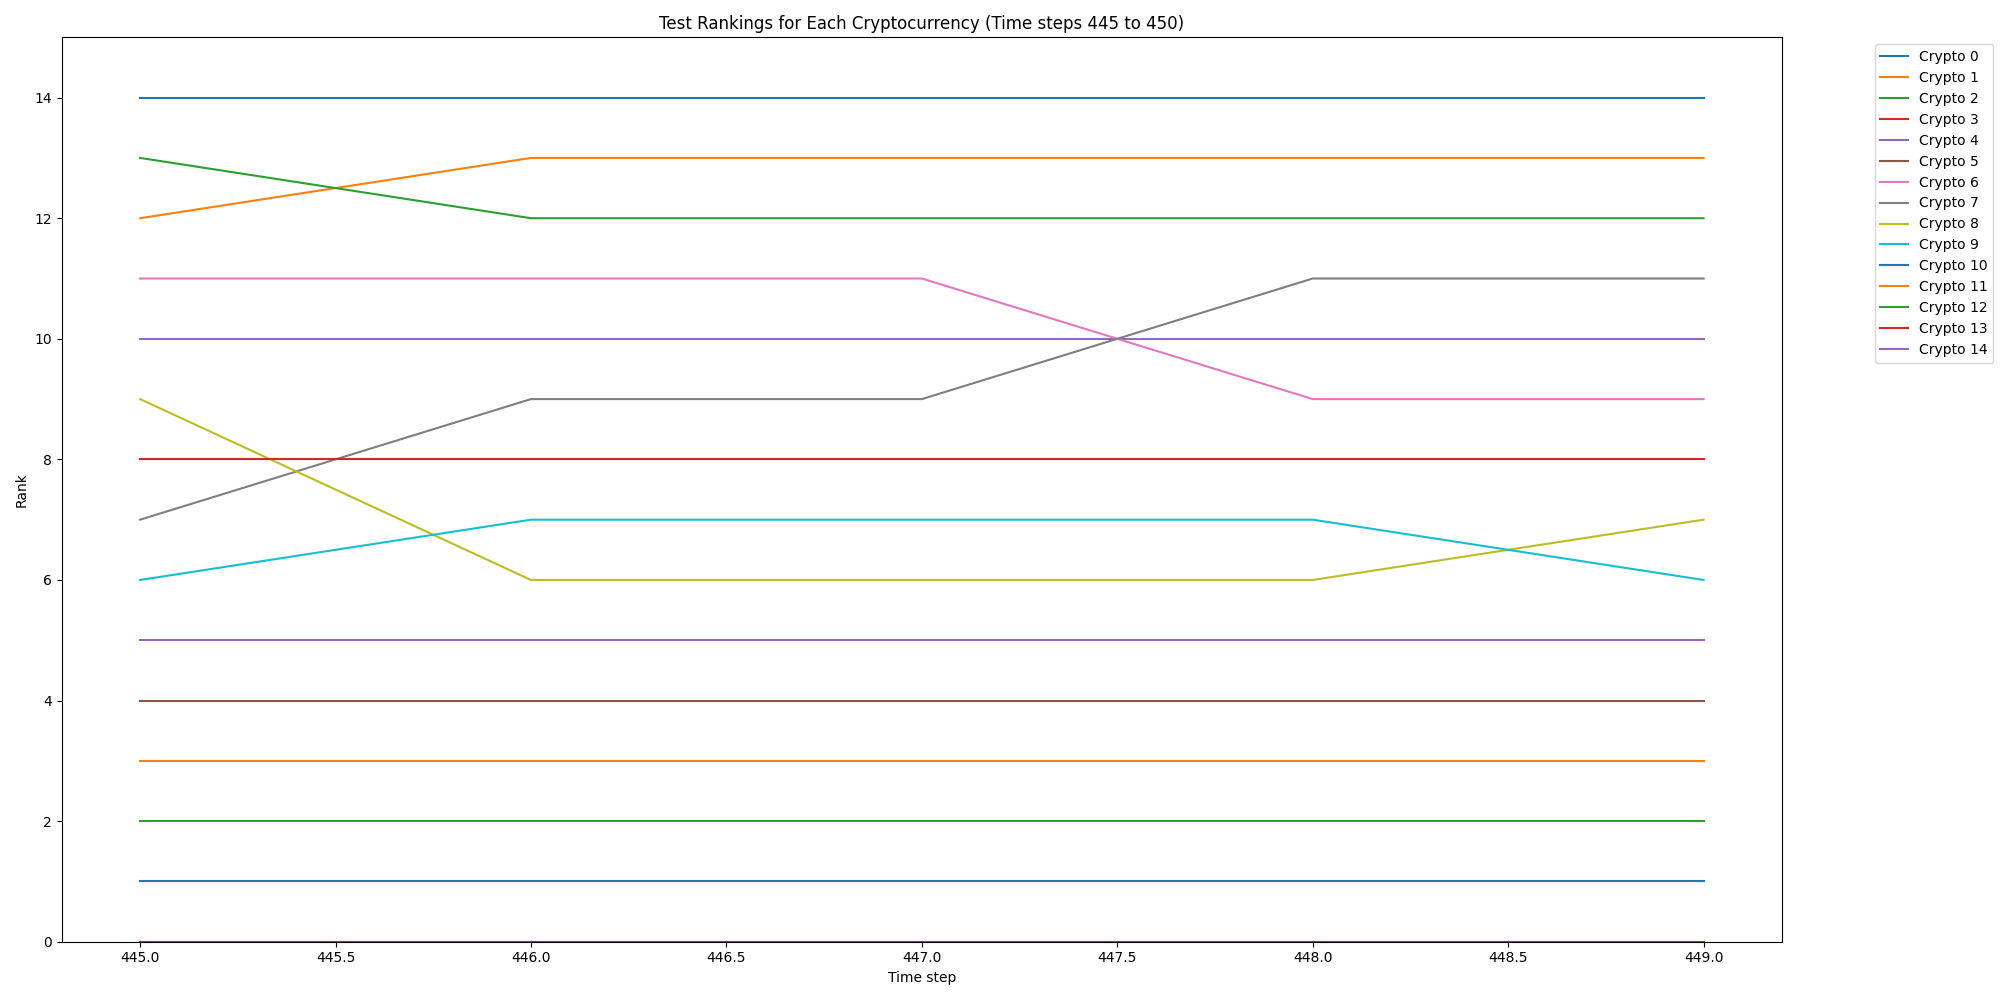 Test Rankings for Each Cryptocurrency (Time steps 445 to 450)
Rank
14
12
10
8
6
4
2
0
445.0 445.5 446.0 446.5 447.0 447.5 448.0 448.5 449.0
Time step
Crypto 0
Crypto 1
Crypto 2
Crypto 3
Crypto 4
Crypto 5
Crypto 6
Crypto 7
Crypto 8
Crypto 9
Crypto 10
Crypto 11
Crypto 12
Crypto 13
Crypto 14